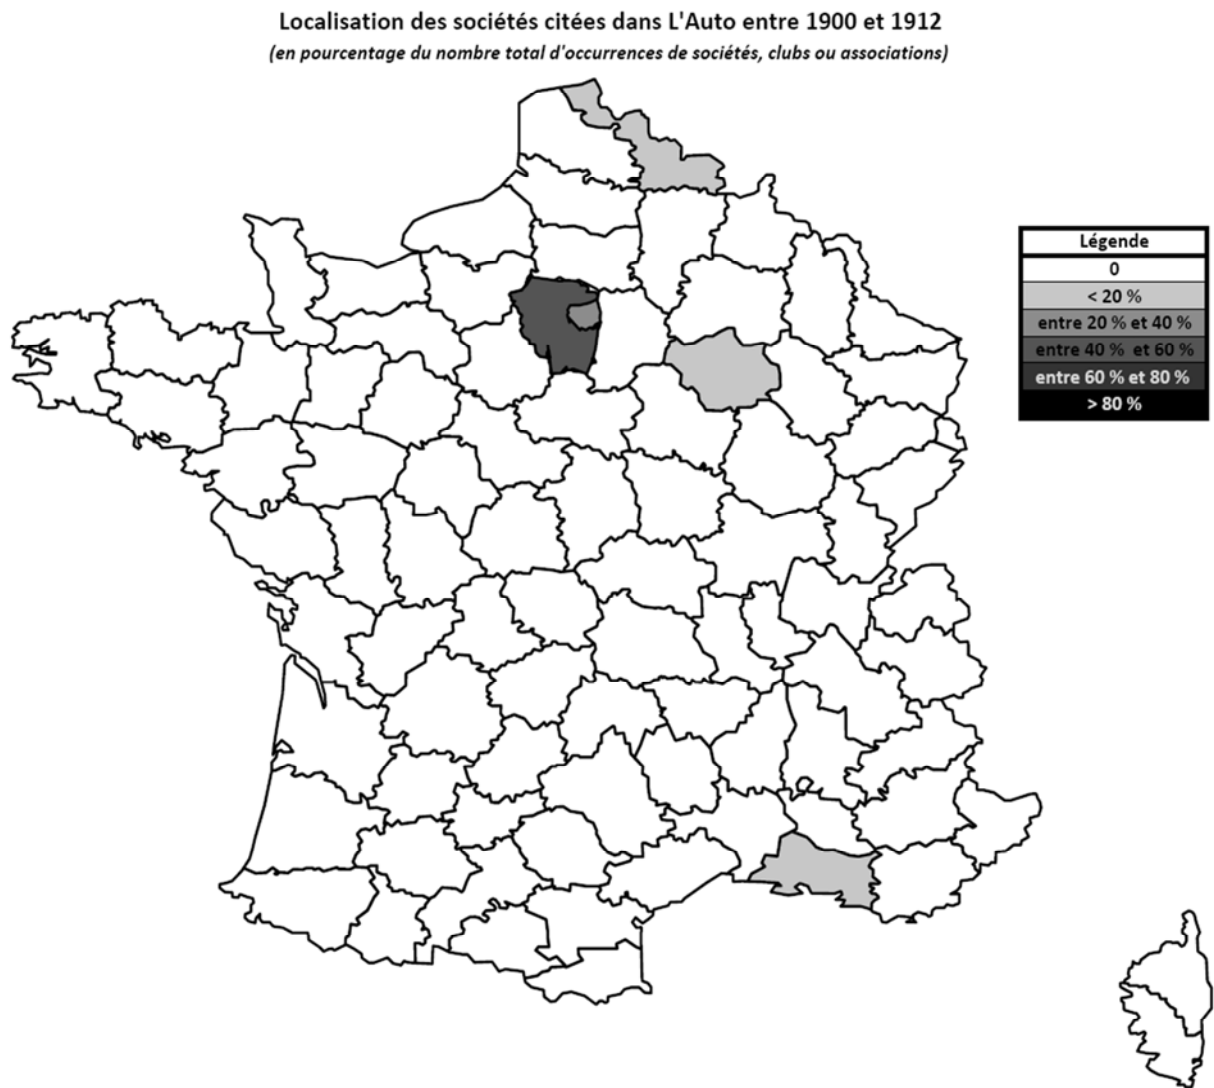 Localisation des sociétés citées dans L'Auto entre 1900 et 1912
(en pourcentage du nombre total d'occurrences de sociétés, clubs ou associations)
Légende
0
< 20 %
entre 20 % et 40 %
entre 40 % et 60 %
entre 60 % et 80 %
> 80 %